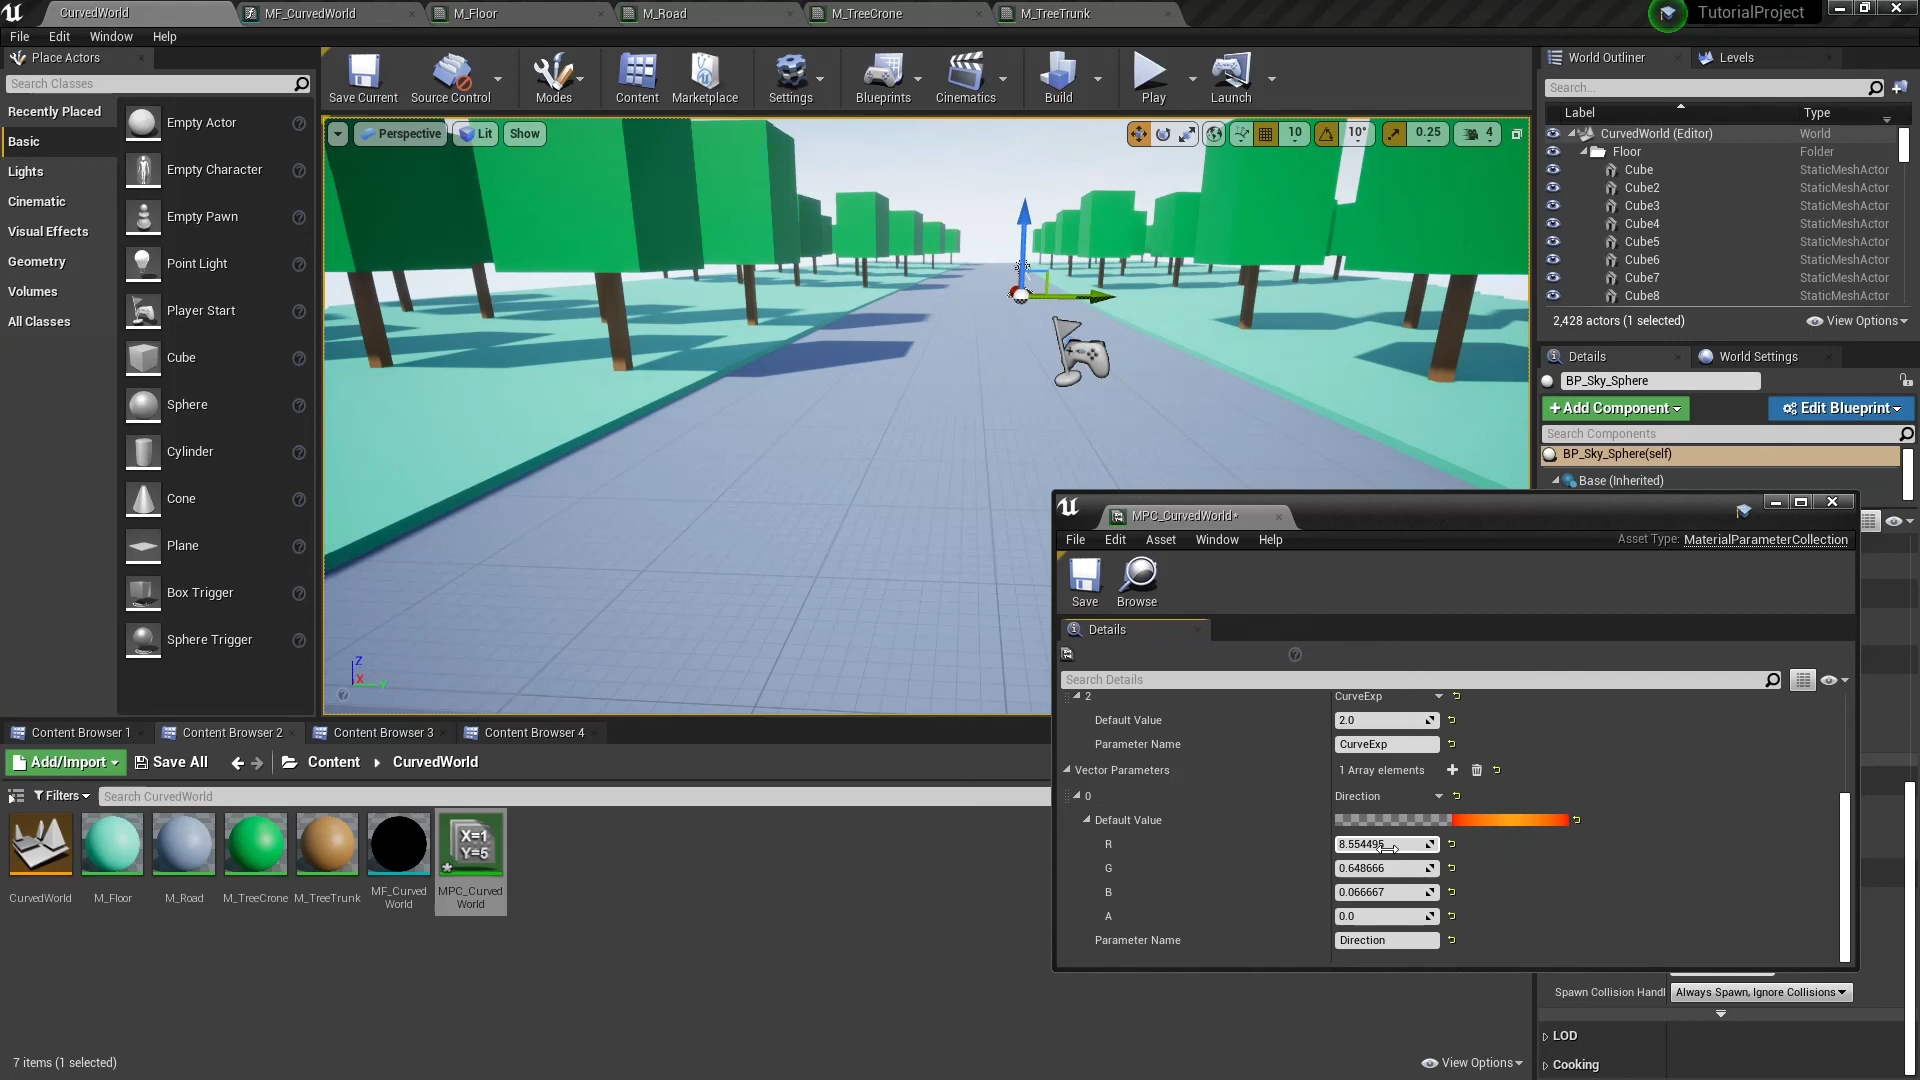 CurvedWorld
MF_CurvedWorld
M_Floor
M_Road
M_TreeCrone
M_TreeTrunk
TutorialProject
File Edit Window Help
Place Actors
Search Classes
Recently Placed
Basic
Lights
Cinematic
Visual Effects
Geometry
Volumes
All Classes
Empty Actor
Empty Character
Empty Pawn
Point Light
Player Start
Cube
Sphere
Cylinder
Cone
Plane
Box Trigger
Sphere Trigger
Save Current
Source Control
Modes
Content
Marketplace
Settings
Blueprints
Cinematics
Build
Play
Launch
Perspective
Lit
Show
10
10°
0.25
4
Z
X
World Outliner
Levels
Search...
Label Type
CurvedWorld (Editor) World
Floor Folder
Cube StaticMeshActor
Cube2 StaticMeshActor
Cube3 StaticMeshActor
Cube4 StaticMeshActor
Cube5 StaticMeshActor
Cube6 StaticMeshActor
Cube7 StaticMeshActor
Cube8 StaticMeshActor
2,428 actors (1 selected)
View Options
Details
World Settings
BP_Sky_Sphere
+Add Component
Edit Blueprint
Search Components
BP_Sky_Sphere(self)
Base (Inherited)
MPC_CurvedWorld*
File Edit Asset Window Help
Asset Type: MaterialParameterCollection
Save
Browse
Details
Search Details
2 CurveExp
Default Value 2.0
Parameter Name CurveExp
Vector Parameters 1 Array elements
0 Direction
Default Value
R 8.554495
G 0.648666
B 0.066667
A 0.0
Parameter Name Direction
Spawn Collision Handl Always Spawn, Ignore Collisions
LOD
Cooking
Content Browser 1
Content Browser 2
Content Browser 3
Content Browser 4
Add/Import
Save All
Content
CurvedWorld
Filters
Search CurvedWorld
X=1
Y=5
CurvedWorld
M_Floor
M_Road
M_TreeCrone
M_TreeTrunk
MF_Curved
World
MPC_Curved
World
7 items (1 selected)
View Options